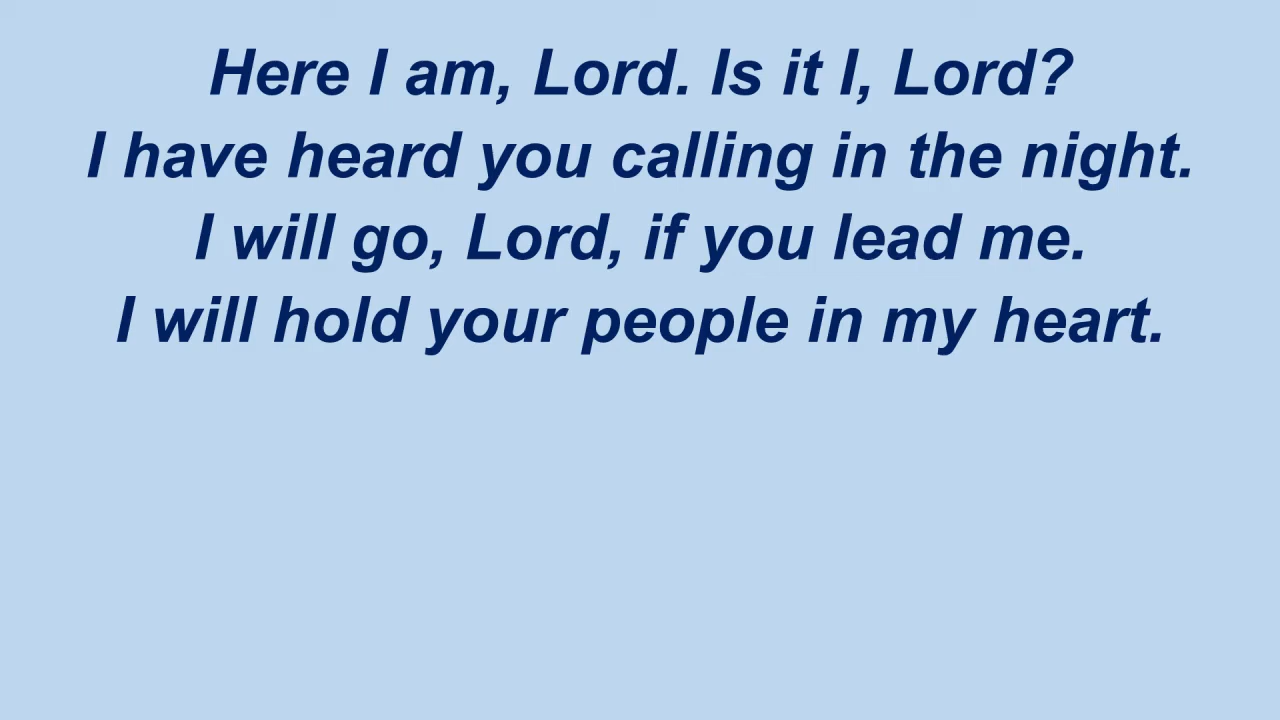 Here I am, Lord. Is it I, Lord?
I have heard you calling in the night.
I will go, Lord, if you lead me.
I will hold your people in my heart.